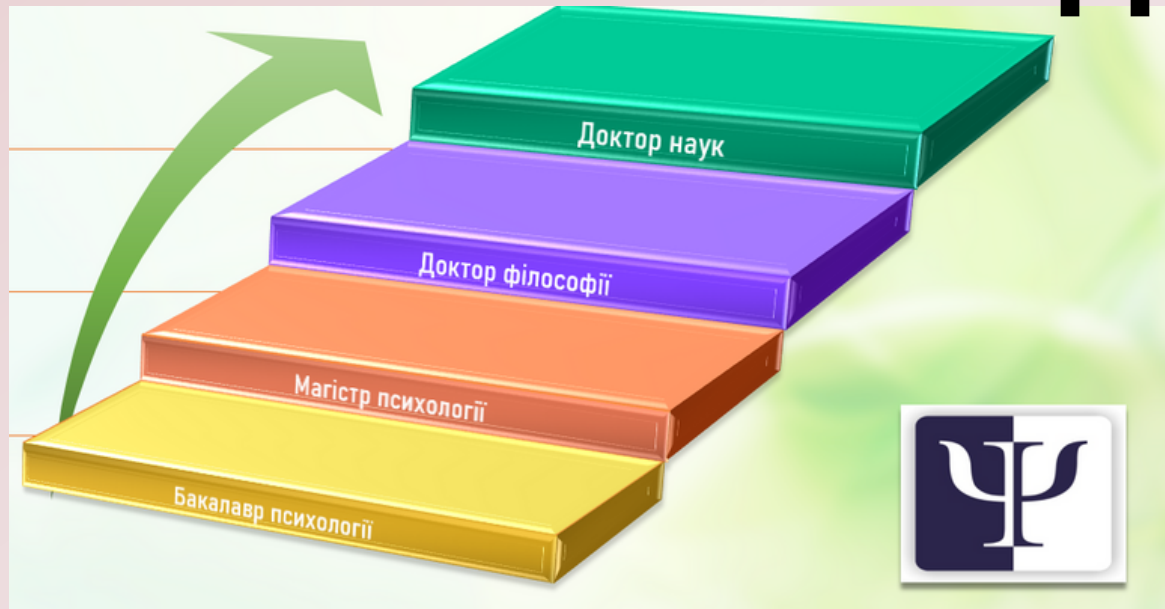 Доктор наук
Доктор філософії
Магістр психології
Бакалавр психології
Ψ